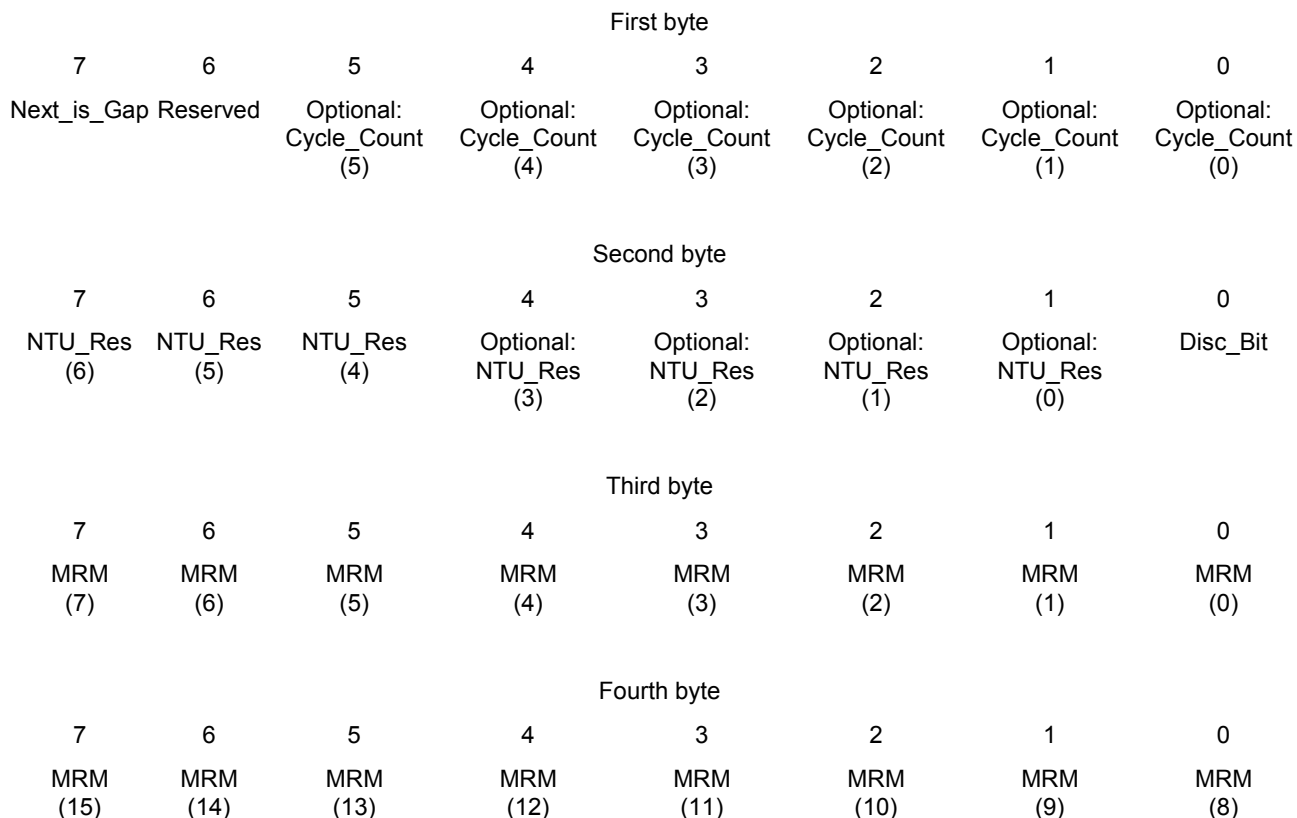 First byte
7 6 5 4 3 2 1 0
Next_is_Gap Reserved Optional: Optional: Optional: Optional: Optional: Optional:
Cycle_Count Cycle_Count Cycle_Count Cycle_Count Cycle_Count Cycle_Count
(5) (4) (3) (2) (1) (0)
Second byte
7 6 5 4 3 2 1 0
NTU_Res NTU_Res NTU_Res Optional: Optional: Optional: Optional: Disc_Bit
(6) (5) (4) NTU_Res NTU_Res NTU_Res NTU_Res
(3) (2) (1) (0)
Third byte
7 6 5 4 3 2 1 0
MRM MRM MRM MRM MRM MRM MRM MRM
(7) (6) (5) (4) (3) (2) (1) (0)
Fourth byte
7 6 5 4 3 2 1 0
MRM MRM MRM MRM MRM MRM MRM MRM
(15) (14) (13) (12) (11) (10) (9) (8)